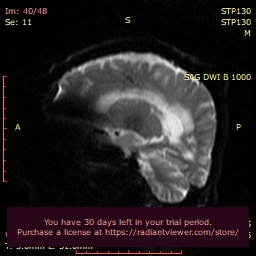 Im: 40/48
Se: 11
S
STP130
STP130
M
SAG DWI B 1000
A
P
You have 30 days left in your trial period.
Purchase a license at https://radiantviewer.com/store/